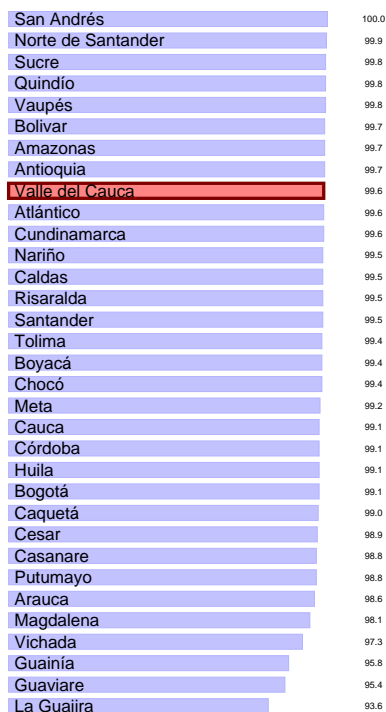 San Andrés 100.0
Norte de Santander 99.9
Sucre 99.8
Quindío 99.8
Vaupés 99.8
Bolivar 99.7
Amazonas 99.7
Antioquia 99.7
Valle del Cauca 99.6
Atlántico 99.6
Cundinamarca 99.6
Nariño 99.5
Caldas 99.5
Risaralda 99.5
Santander 99.5
Tolima 99.4
Boyacá 99.4
Chocó 99.4
Meta 99.2
Cauca 99.1
Córdoba 99.1
Huila 99.1
Bogotá 99.1
Caquetá 99.0
Cesar 98.9
Casanare 98.8
Putumayo 98.8
Arauca 98.6
Magdalena 98.1
Vichada 97.3
Guainía 95.8
Guaviare 95.4
La Guajira 93.6